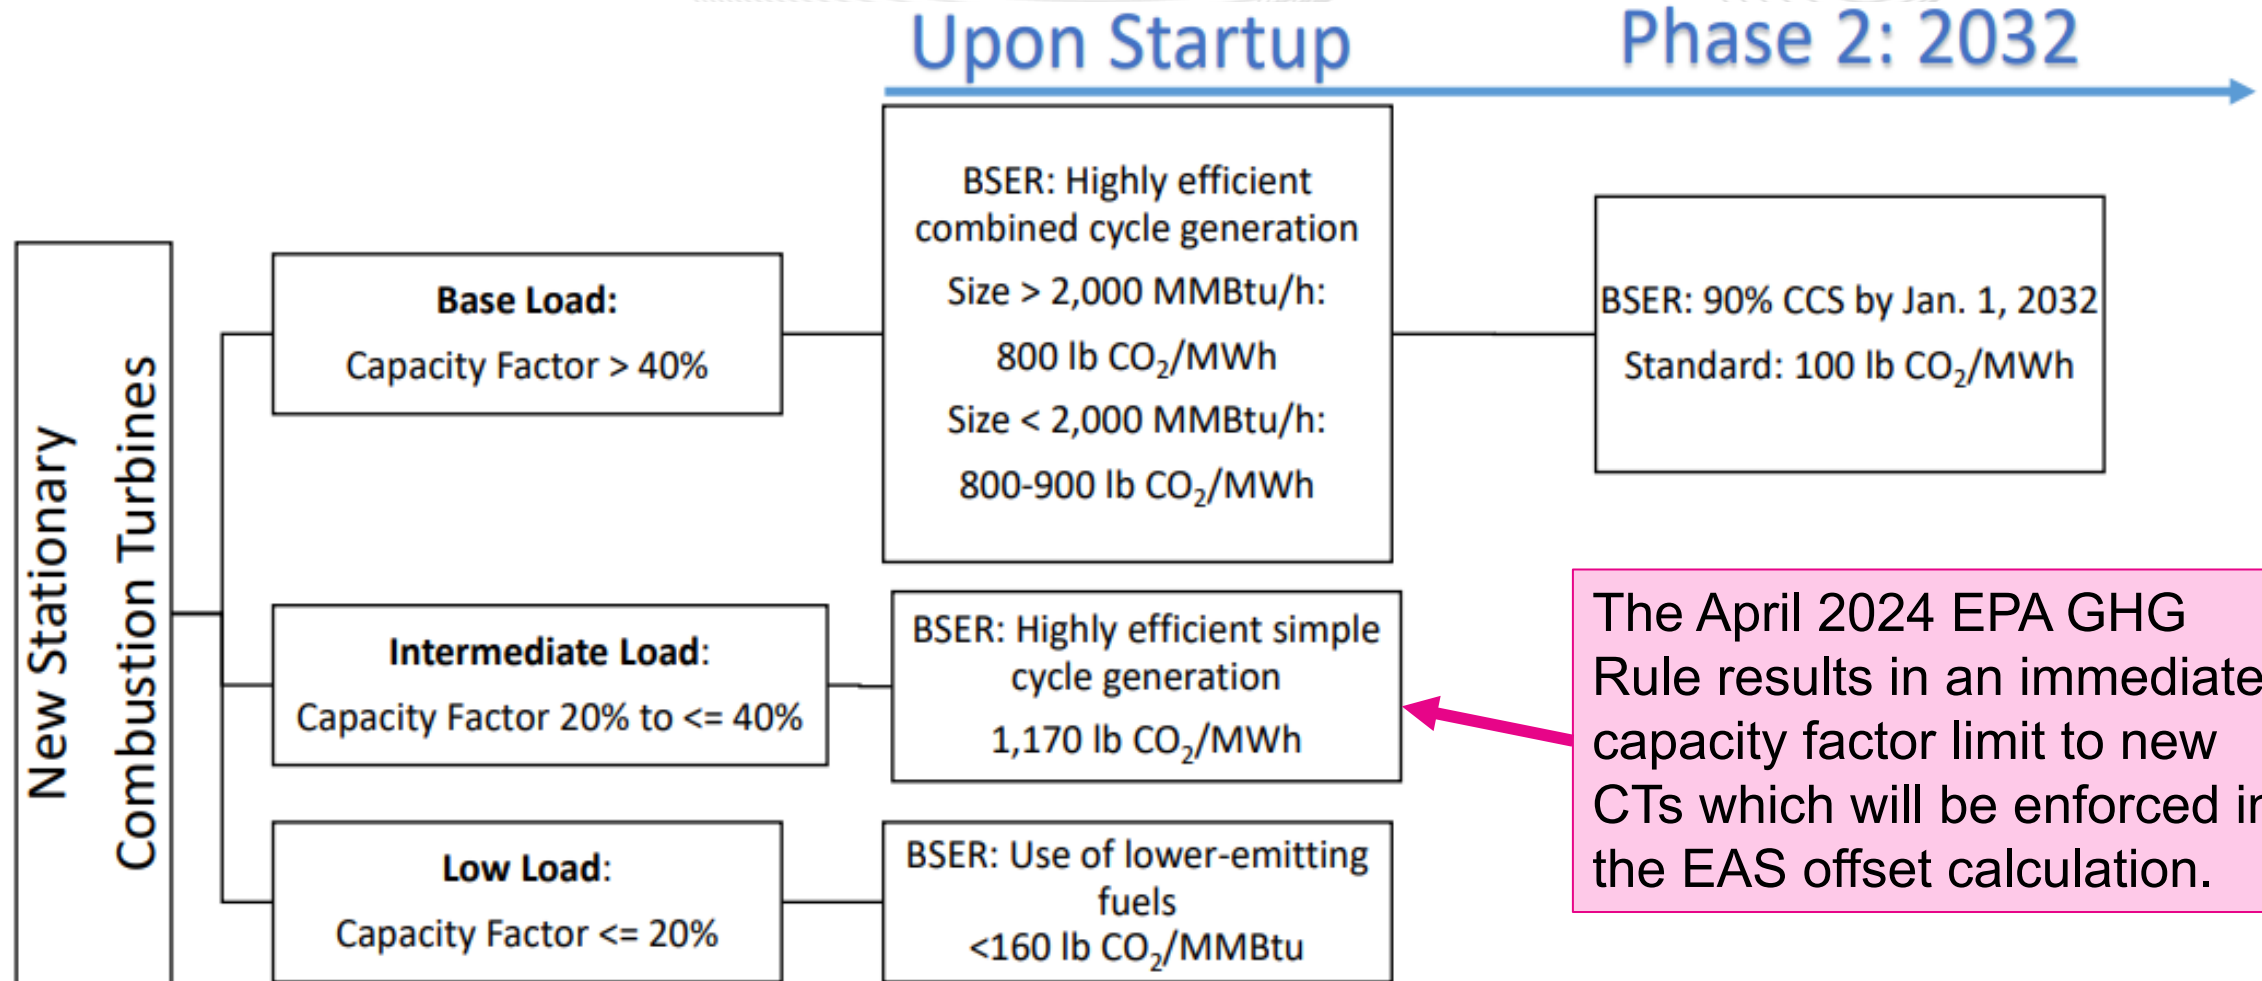 Upon Startup
Phase 2: 2032
New Stationary
Combustion Turbines
Base Load:
Capacity Factor > 40%
BSER: Highly efficient
combined cycle generation
Size > 2,000 MMBtu/h:
800 lb CO₂/MWh
Size < 2,000 MMBtu/h:
800-900 lb CO₂/MWh
BSER: 90% CCS by Jan. 1, 2032
Standard: 100 lb CO₂/MWh
Intermediate Load:
Capacity Factor 20% to <= 40%
BSER: Highly efficient simple
cycle generation
1,170 lb CO₂/MWh
The April 2024 EPA GHG
Rule results in an immediate
capacity factor limit to new
CTs which will be enforced in
the EAS offset calculation.
Low Load:
Capacity Factor <= 20%
BSER: Use of lower-emitting
fuels
<160 lb CO₂/MMBtu